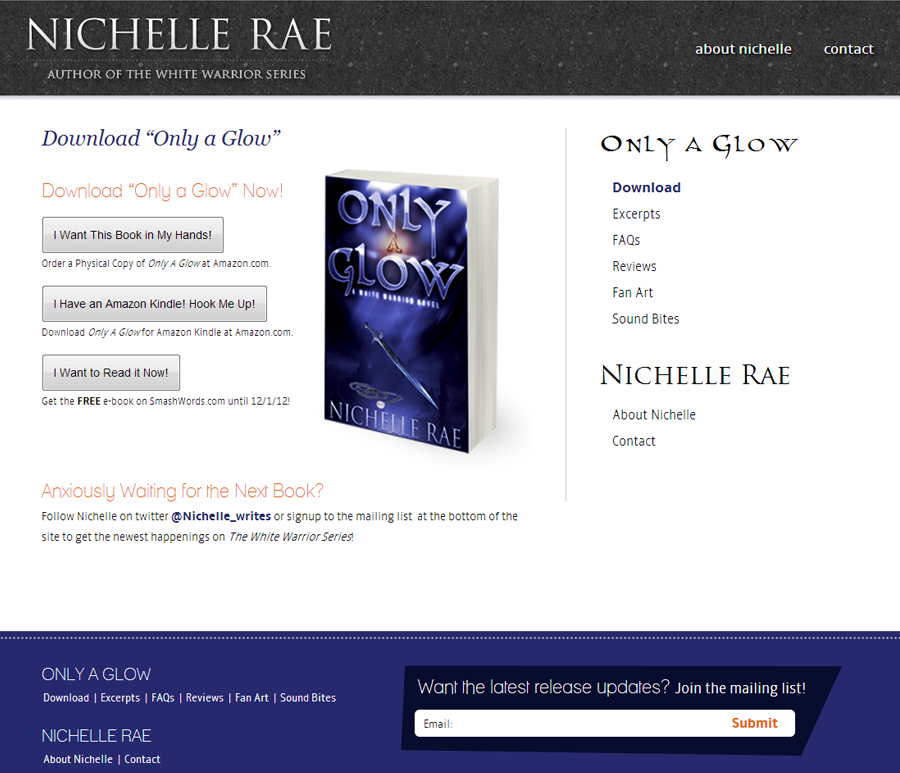 NICHELLE RAE
AUTHOR OF THE WHITE WARRIOR SERIES
about nichelle contact
Download “Only a Glow”
Download “Only a Glow” Now!
I Want This Book in My Hands!
Order a Physical Copy of Only A Glow at Amazon.com.
I Have an Amazon Kindle! Hook Me Up!
Download Only A Glow for Amazon Kindle at Amazon.com.
I Want to Read it Now!
Get the FREE e-book on SmashWords.com until 12/1/12!
ONLY
A
GLOW
A WHITE WARRIOR NOVEL
NICHELLE RAE
Anxiously Waiting for the Next Book?
Follow Nichelle on twitter @Nichelle_writes or signup to the mailing list at the bottom of the
site to get the newest happenings on The White Warrior Series!
ONLY A GLOW
Download
Excerpts
FAQs
Reviews
Fan Art
Sound Bites
NICHELLE RAE
About Nichelle
Contact
ONLY A GLOW
Download | Excerpts | FAQs | Reviews | Fan Art | Sound Bites
NICHELLE RAE
About Nichelle | Contact
Want the latest release updates? Join the mailing list!
Email: Submit